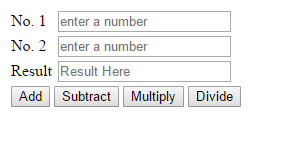 No. 1 enter a number
No. 2 enter a number
Result Result Here
Add Subtract Multiply Divide